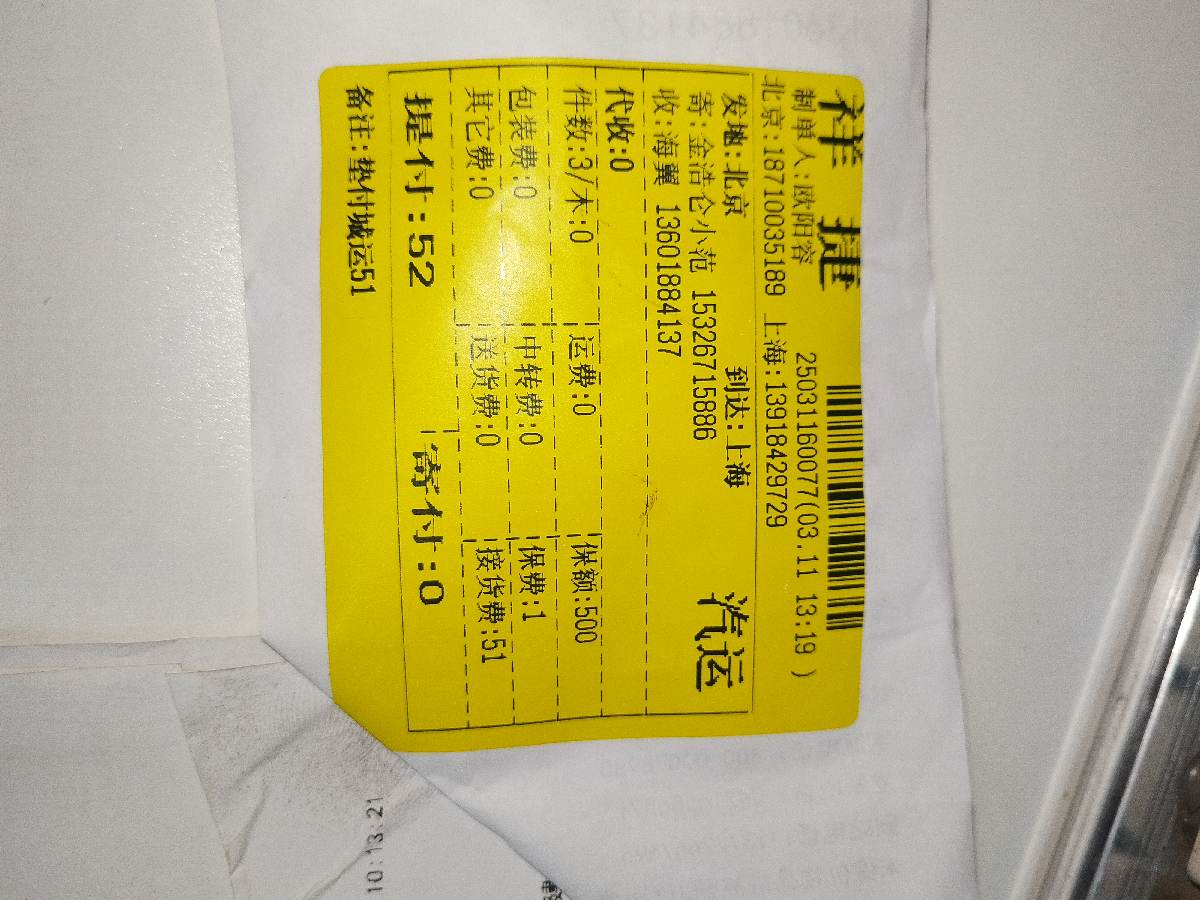 祥 捷
制单人:欧阳容 25031160077(03.11 13:19 )
北京:18710035189 上海:13918429729
发地:北京 到达:上海 汽运
寄:金浩仑小范 15326715886
收:海翼 13601884137
代收:0
件数:3/木:0 运费:0 保额:500
包装费:0 中转费:0 保费:1
其它费:0 送货费:0 接货费:51
提付:52 寄付:0
备注:垫付城运51
10:13:21